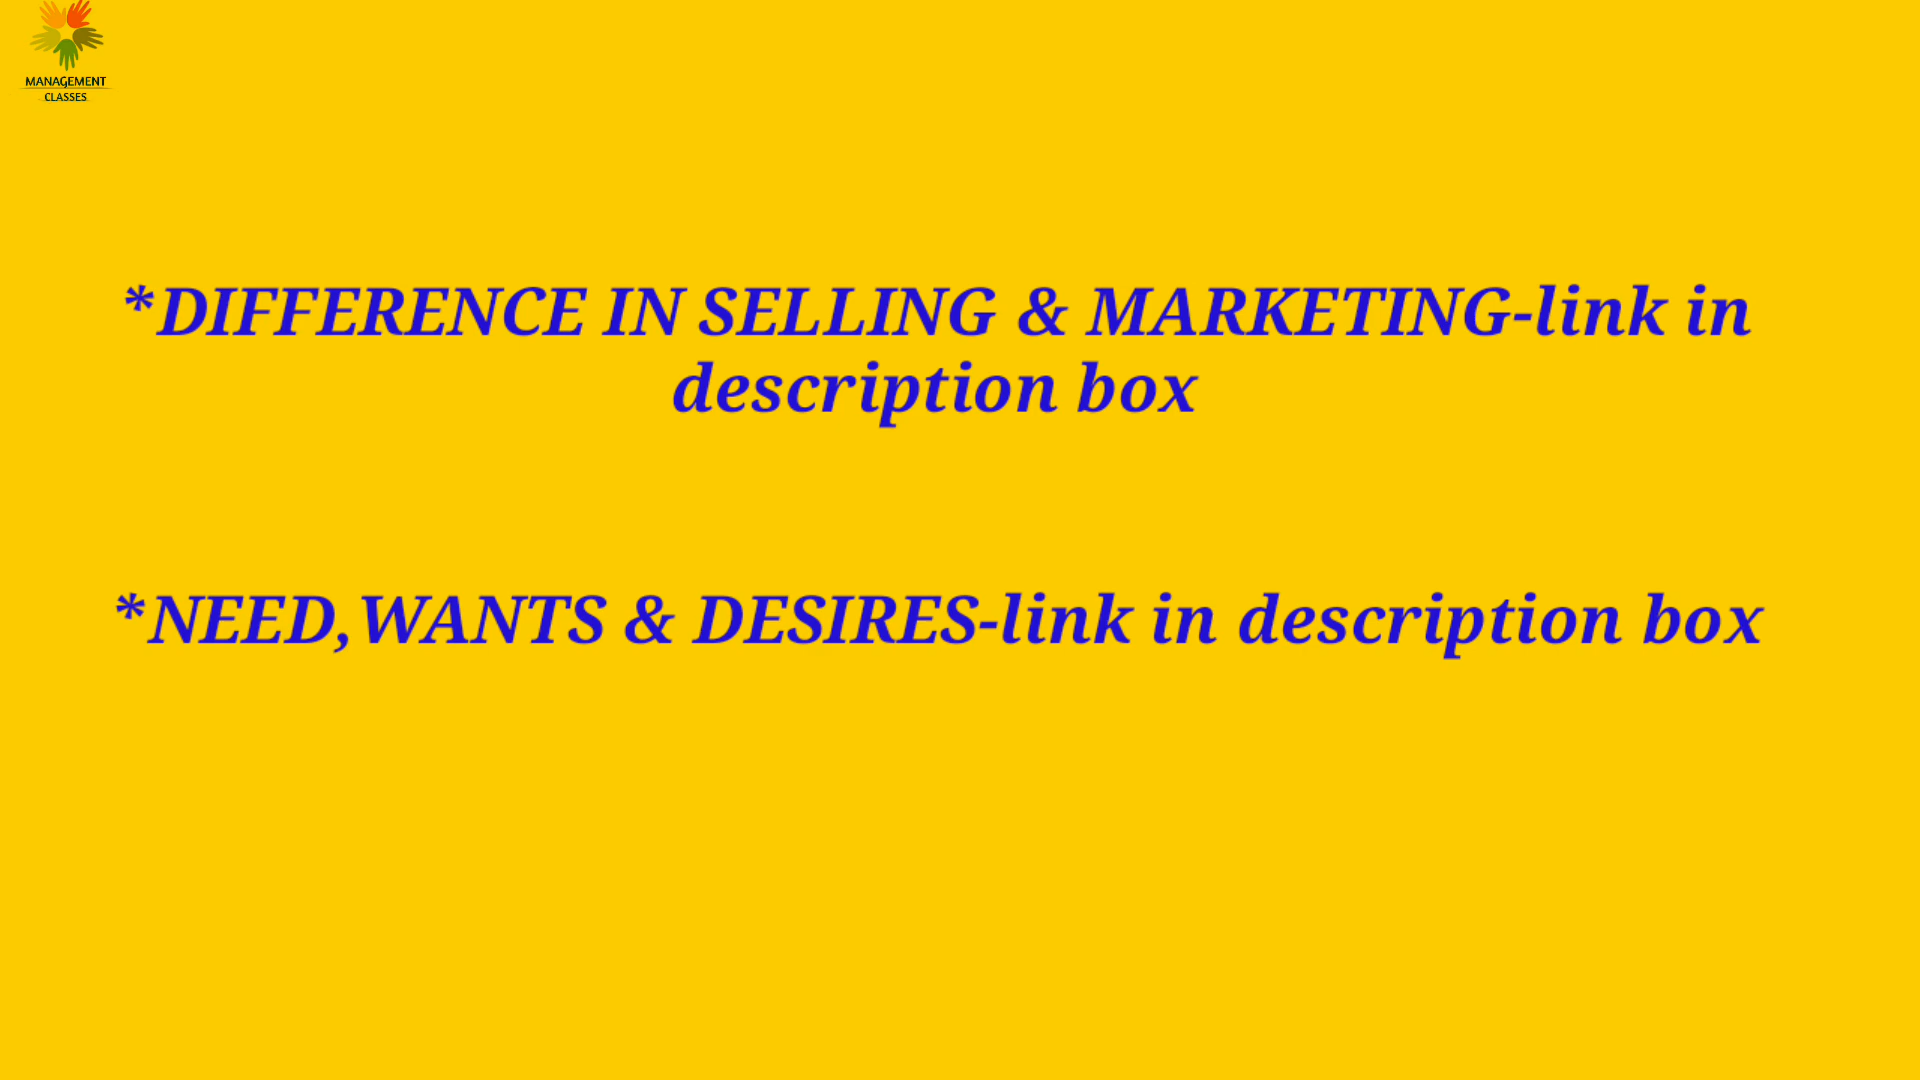 MANAGEMENT
CLASSES
*DIFFERENCE IN SELLING & MARKETING-link in
description box
*NEED,WANTS & DESIRES-link in description box